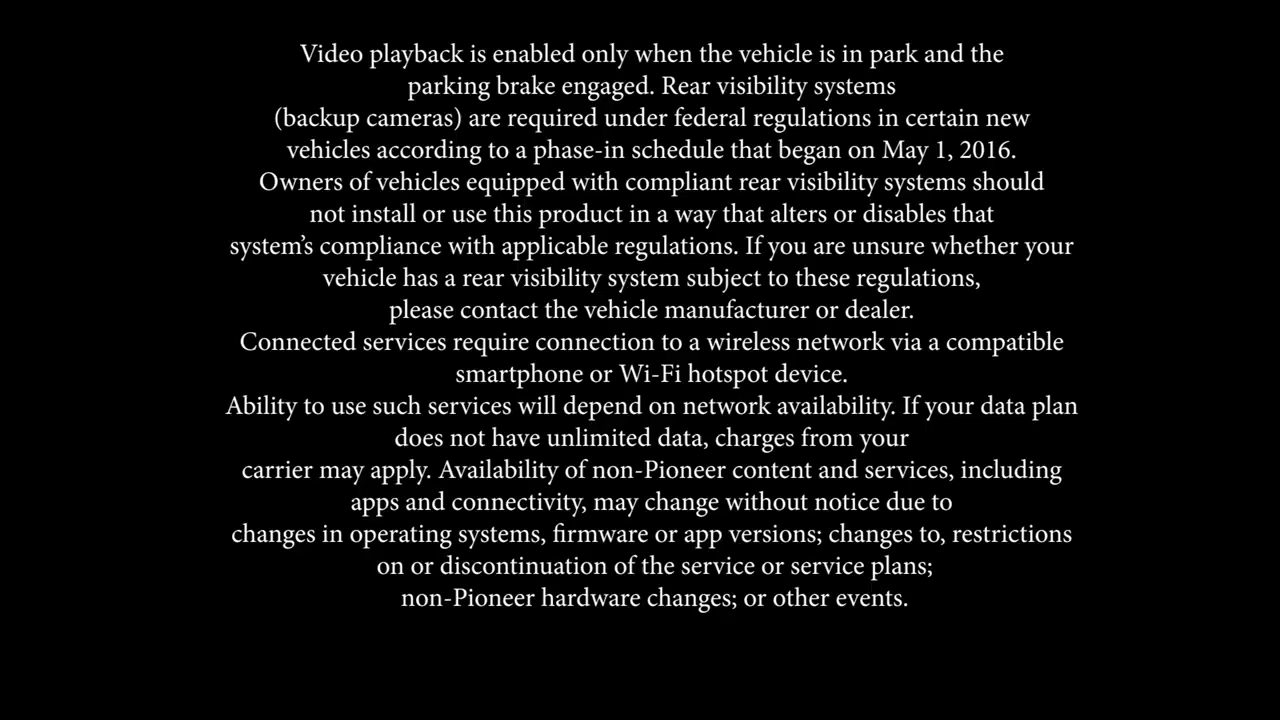 Video playback is enabled only when the vehicle is in park and the
parking brake engaged. Rear visibility systems
(backup cameras) are required under federal regulations in certain new
vehicles according to a phase-in schedule that began on May 1, 2016.
Owners of vehicles equipped with compliant rear visibility systems should
not install or use this product in a way that alters or disables that
system’s compliance with applicable regulations. If you are unsure whether your
vehicle has a rear visibility system subject to these regulations,
please contact the vehicle manufacturer or dealer.
Connected services require connection to a wireless network via a compatible
smartphone or Wi-Fi hotspot device.
Ability to use such services will depend on network availability. If your data plan
does not have unlimited data, charges from your
carrier may apply. Availability of non-Pioneer content and services, including
apps and connectivity, may change without notice due to
changes in operating systems, firmware or app versions; changes to, restrictions
on or discontinuation of the service or service plans;
non-Pioneer hardware changes; or other events.